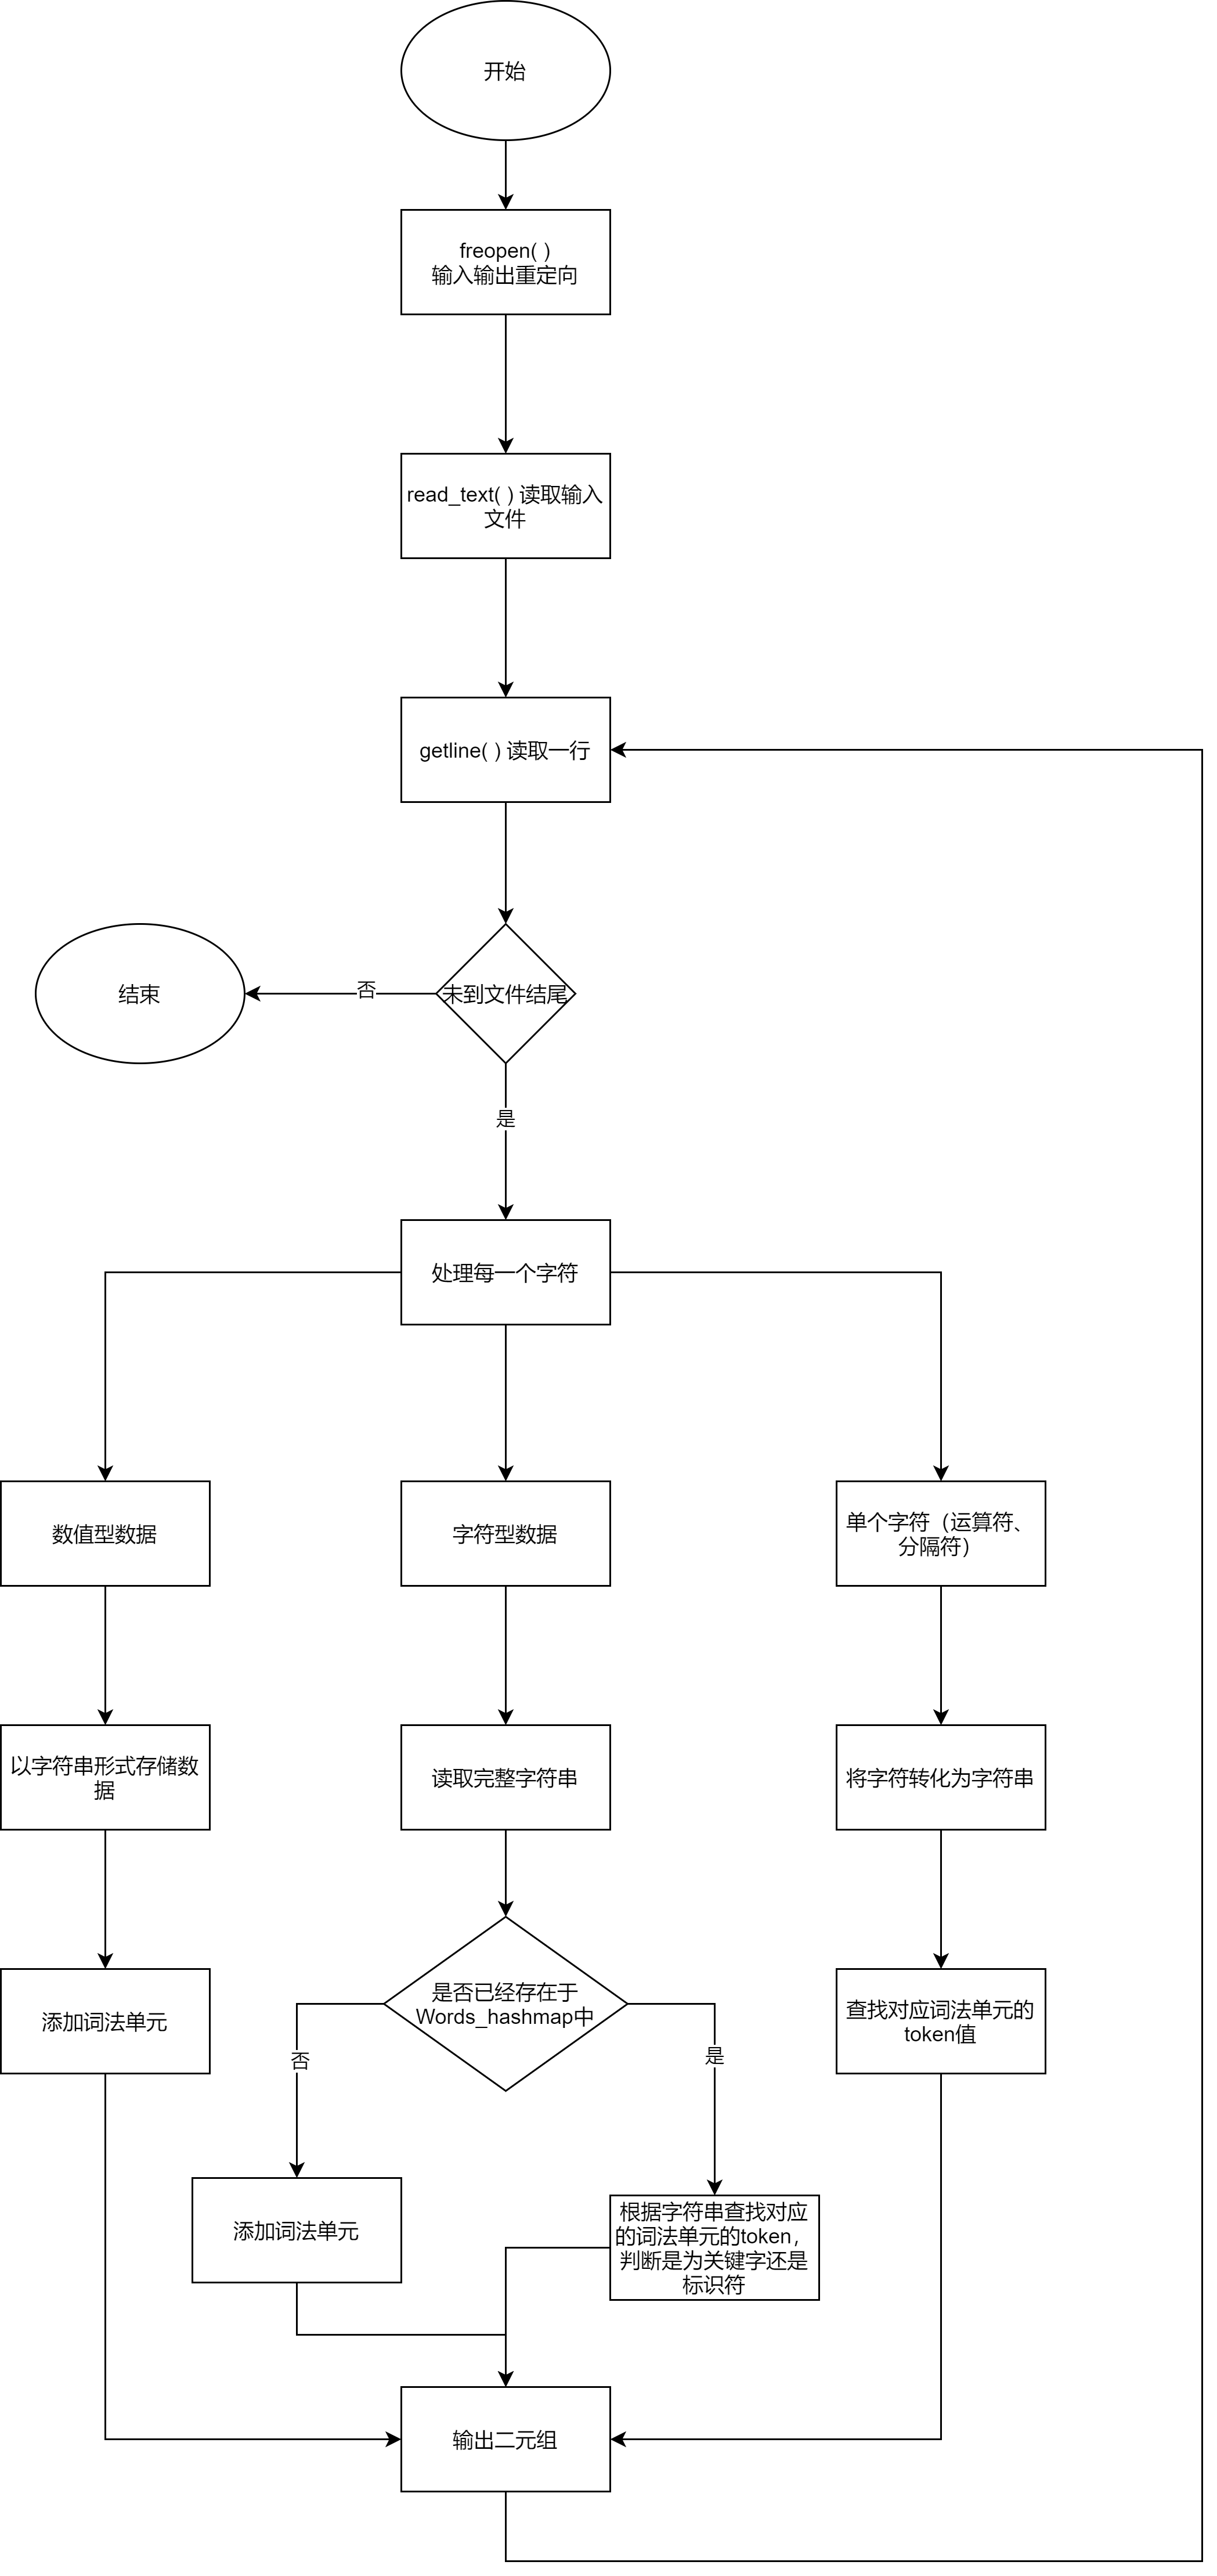 开始
freopen( )
输入输出重定向
read_text( ) 读取输入
文件
getline( ) 读取一行
结束
否
未到文件结尾
是
处理每一个字符
数值型数据
字符型数据
单个字符（运算符、
分隔符）
以字符串形式存储数
据
读取完整字符串
将字符转化为字符串
添加词法单元
是否已经存在于
Words_hashmap中
查找对应词法单元的
token值
否
是
添加词法单元
根据字符串查找对应
的词法单元的token，
判断是为关键字还是
标识符
输出二元组